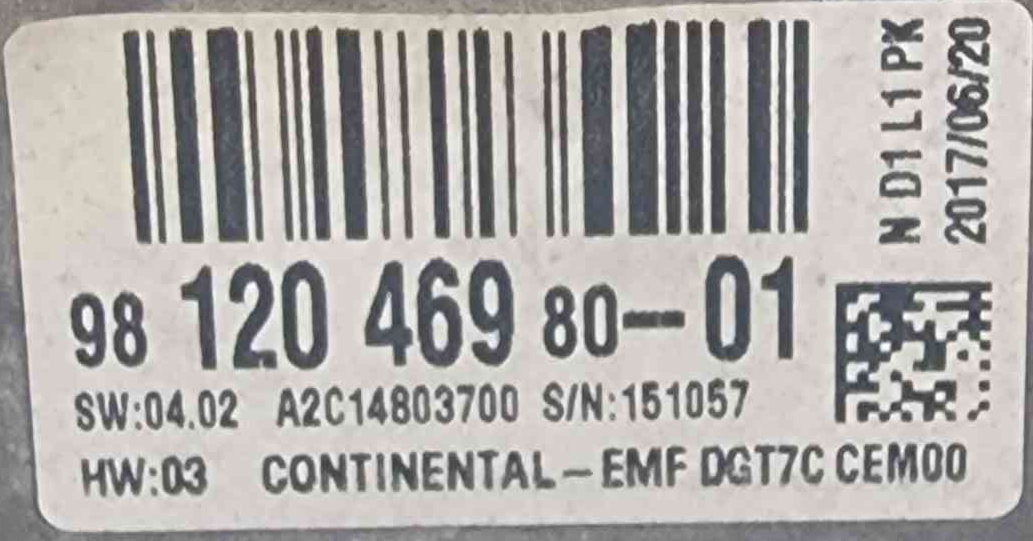 98 120 469 80-01
SW:04.02 A2C14803700 S/N:151057
HW:03 CONTINENTAL-EMF DGT7C CEM00
N D1 L1 PK
2017/06/20